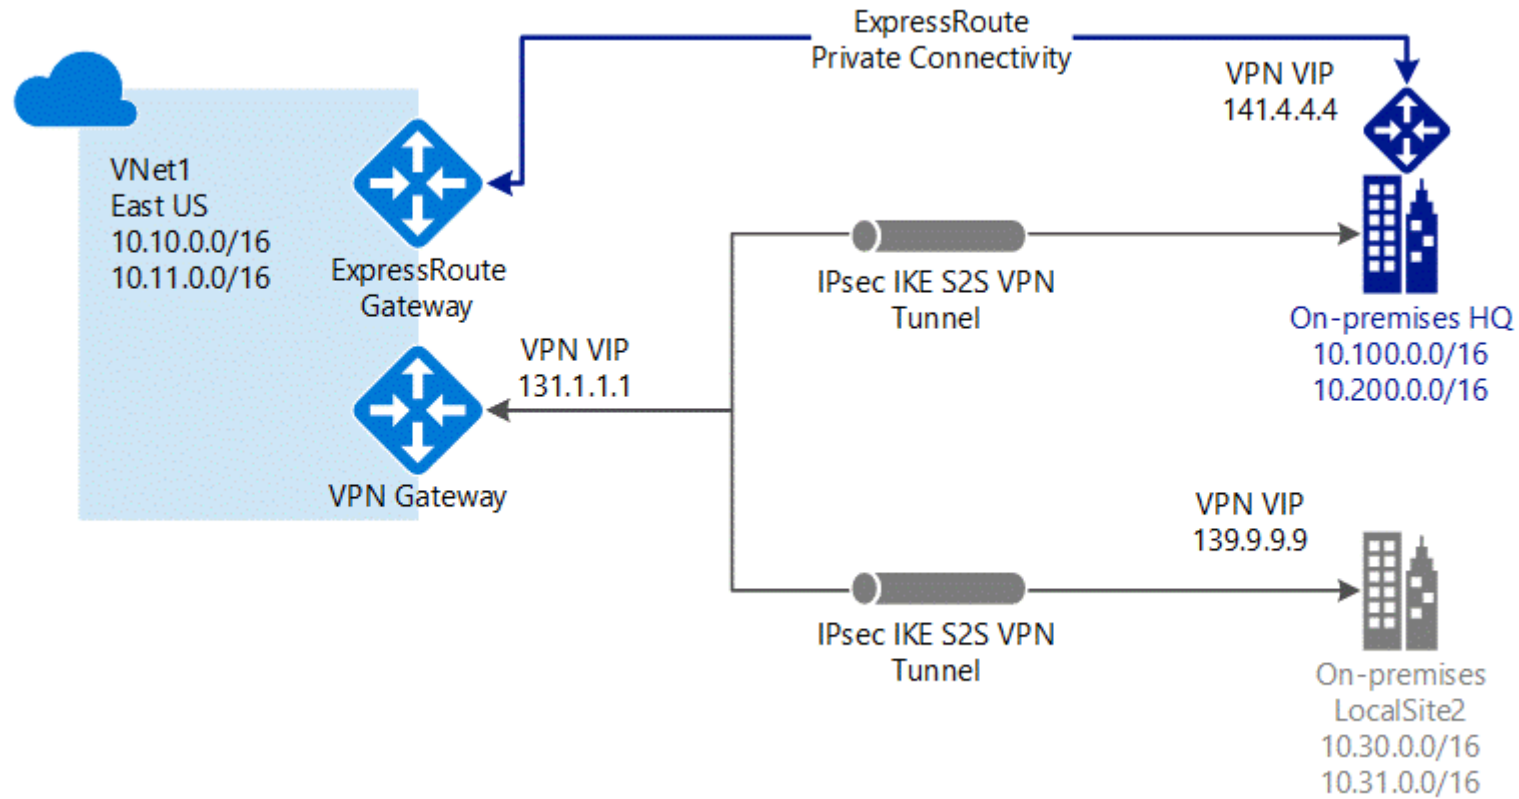 ExpressRoute
Private Connectivity
VPN VIP
141.4.4.4
VNet1
East US
10.10.0.0/16
10.11.0.0/16
ExpressRoute
Gateway
IPsec IKE S2S VPN
Tunnel
On-premises HQ
10.100.0.0/16
10.200.0.0/16
VPN VIP
131.1.1.1
VPN Gateway
VPN VIP
139.9.9.9
IPsec IKE S2S VPN
Tunnel
On-premises
LocalSite2
10.30.0.0/16
10.31.0.0/16